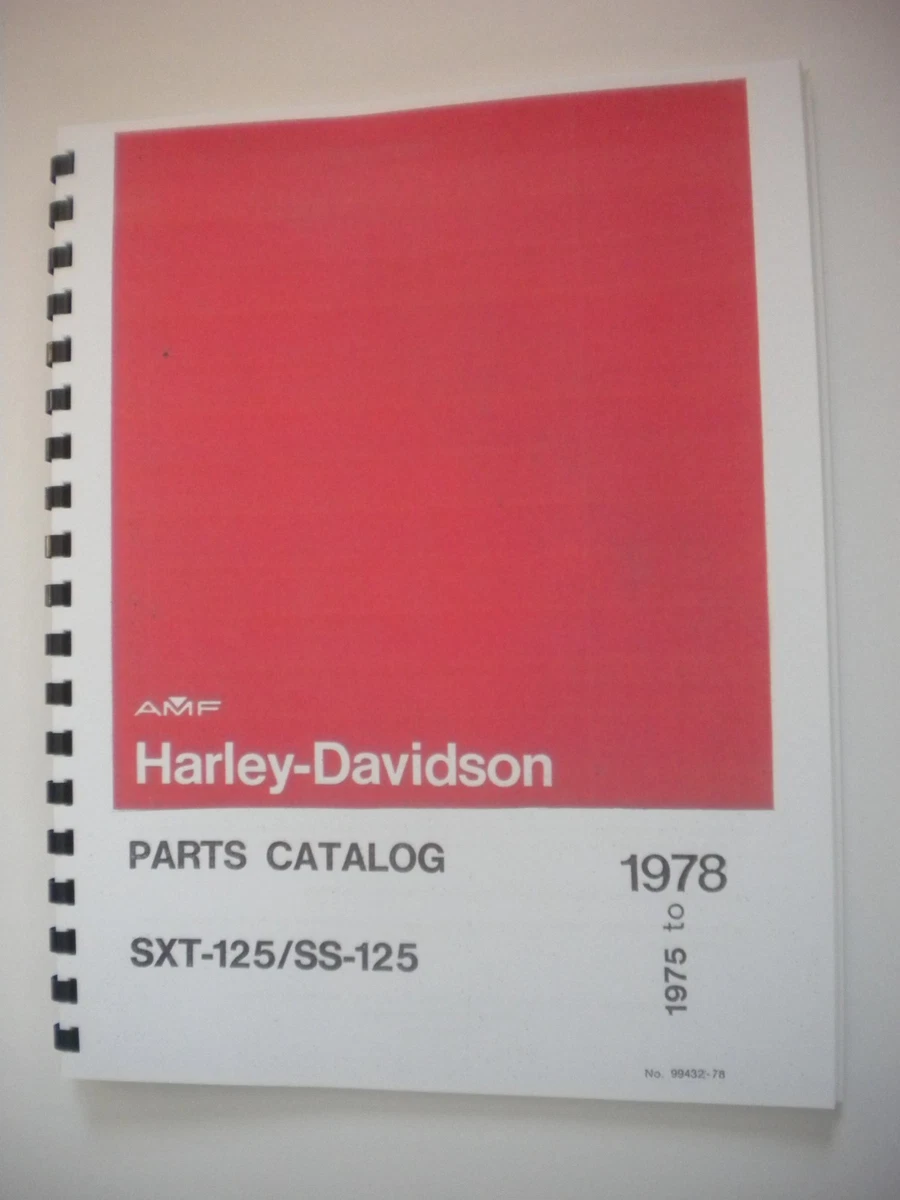 AMF
Harley-Davidson
PARTS CATALOG
1978
1975 to
SXT-125/SS-125
No. 99432-78